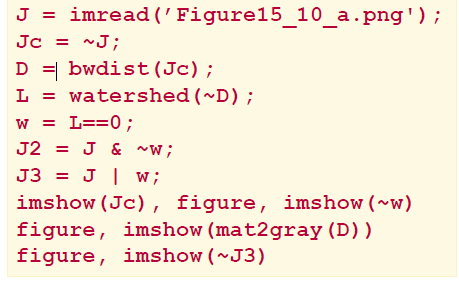 J = imread(’Figure15_10_a.png');
Jc = ~J;
D = bwdist(Jc);
L = watershed(~D);
w = L==0;
J2 = J & ~w;
J3 = J | w;
imshow(Jc), figure, imshow(~w)
figure, imshow(mat2gray(D))
figure, imshow(~J3)